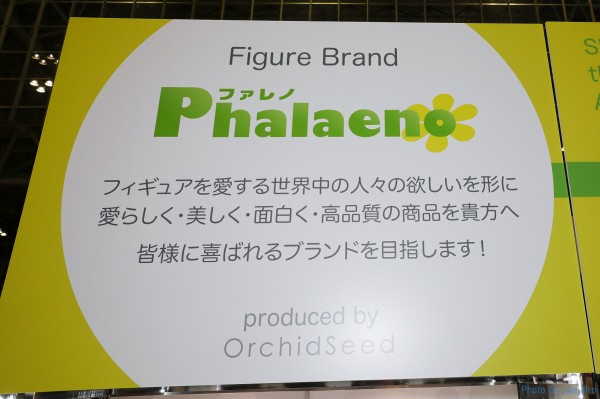 Figure Brand
ファレノ
Phalaeno
フィギュアを愛する世界中の人々の欲しいを形に
愛らしく・美しく・面白く・高品質の商品を貴方へ
皆様に喜ばれるブランドを目指します!
produced by
OrchidSeed
Photo